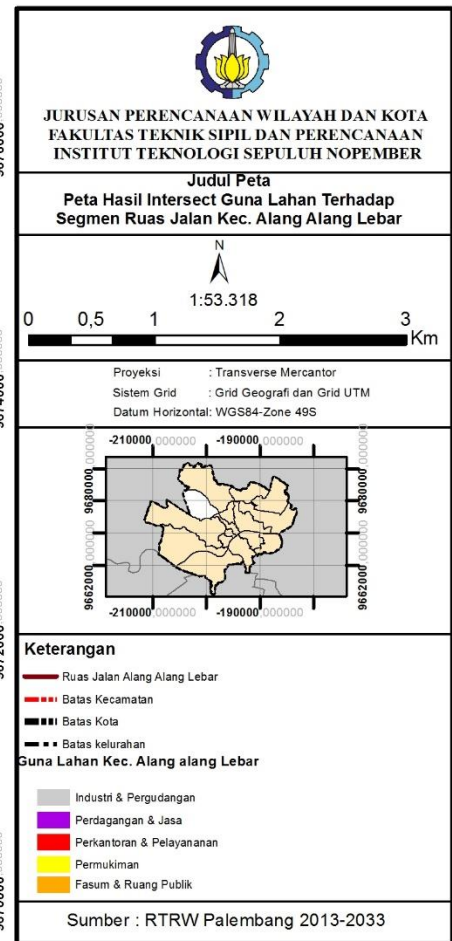 JURUSAN PERENCANAAN WILAYAH DAN KOTA
FAKULTAS TEKNIK SIPIL DAN PERENCANAAN
INSTITUT TEKNOLOGI SEPULUH NOPEMBER
Judul Peta
Peta Hasil Intersect Guna Lahan Terhadap
Segmen Ruas Jalan Kec. Alang Alang Lebar
N
1:53.318
0 0,5 1 2 3
Km
Proyeksi : Transverse Mercantor
Sistem Grid : Grid Geografi dan Grid UTM
Datum Horizontal: WGS84-Zone 49S
-210000,000000 -190000,000000
9680000,000000 9680000,000000
9662000,000000 9662000,000000
-210000,000000 -190000,000000
Keterangan
Ruas Jalan Alang Alang Lebar
Batas Kecamatan
Batas Kota
Batas kelurahan
Guna Lahan Kec. Alang alang Lebar
Industri & Pergudangan
Perdagangan & Jasa
Perkantoran & Pelayananan
Permukiman
Fasum & Ruang Publik
Sumber : RTRW Palembang 2013-2033